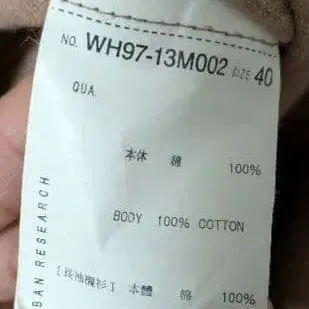 NO. WH97-13M002 SIZE 40
QUA.
本体 綿 100%
BODY 100% COTTON
[長袖襯衫] 本體 棉 100%
BAN RESEARCH